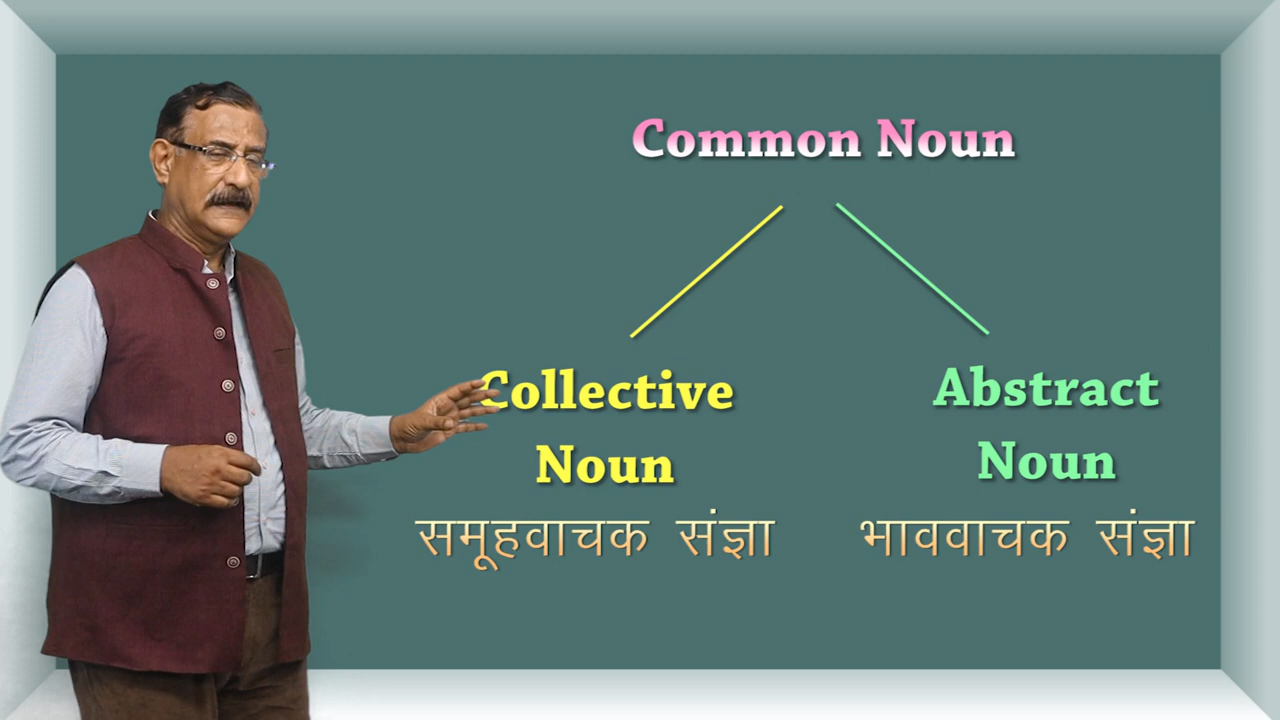 Common Noun
Collective
Noun
समूहवाचक संज्ञा
Abstract
Noun
भाववाचक संज्ञा